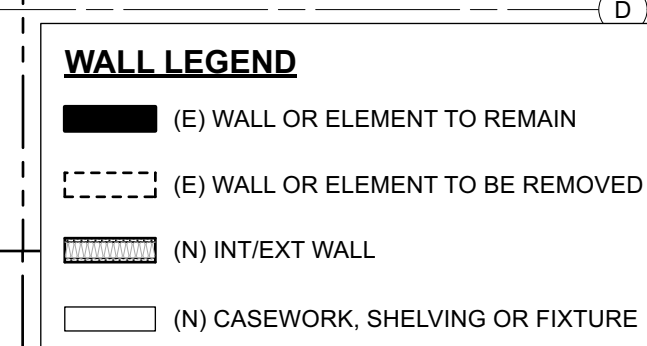 D
WALL LEGEND
(E) WALL OR ELEMENT TO REMAIN
(E) WALL OR ELEMENT TO BE REMOVED
(N) INT/EXT WALL
(N) CASEWORK, SHELVING OR FIXTURE